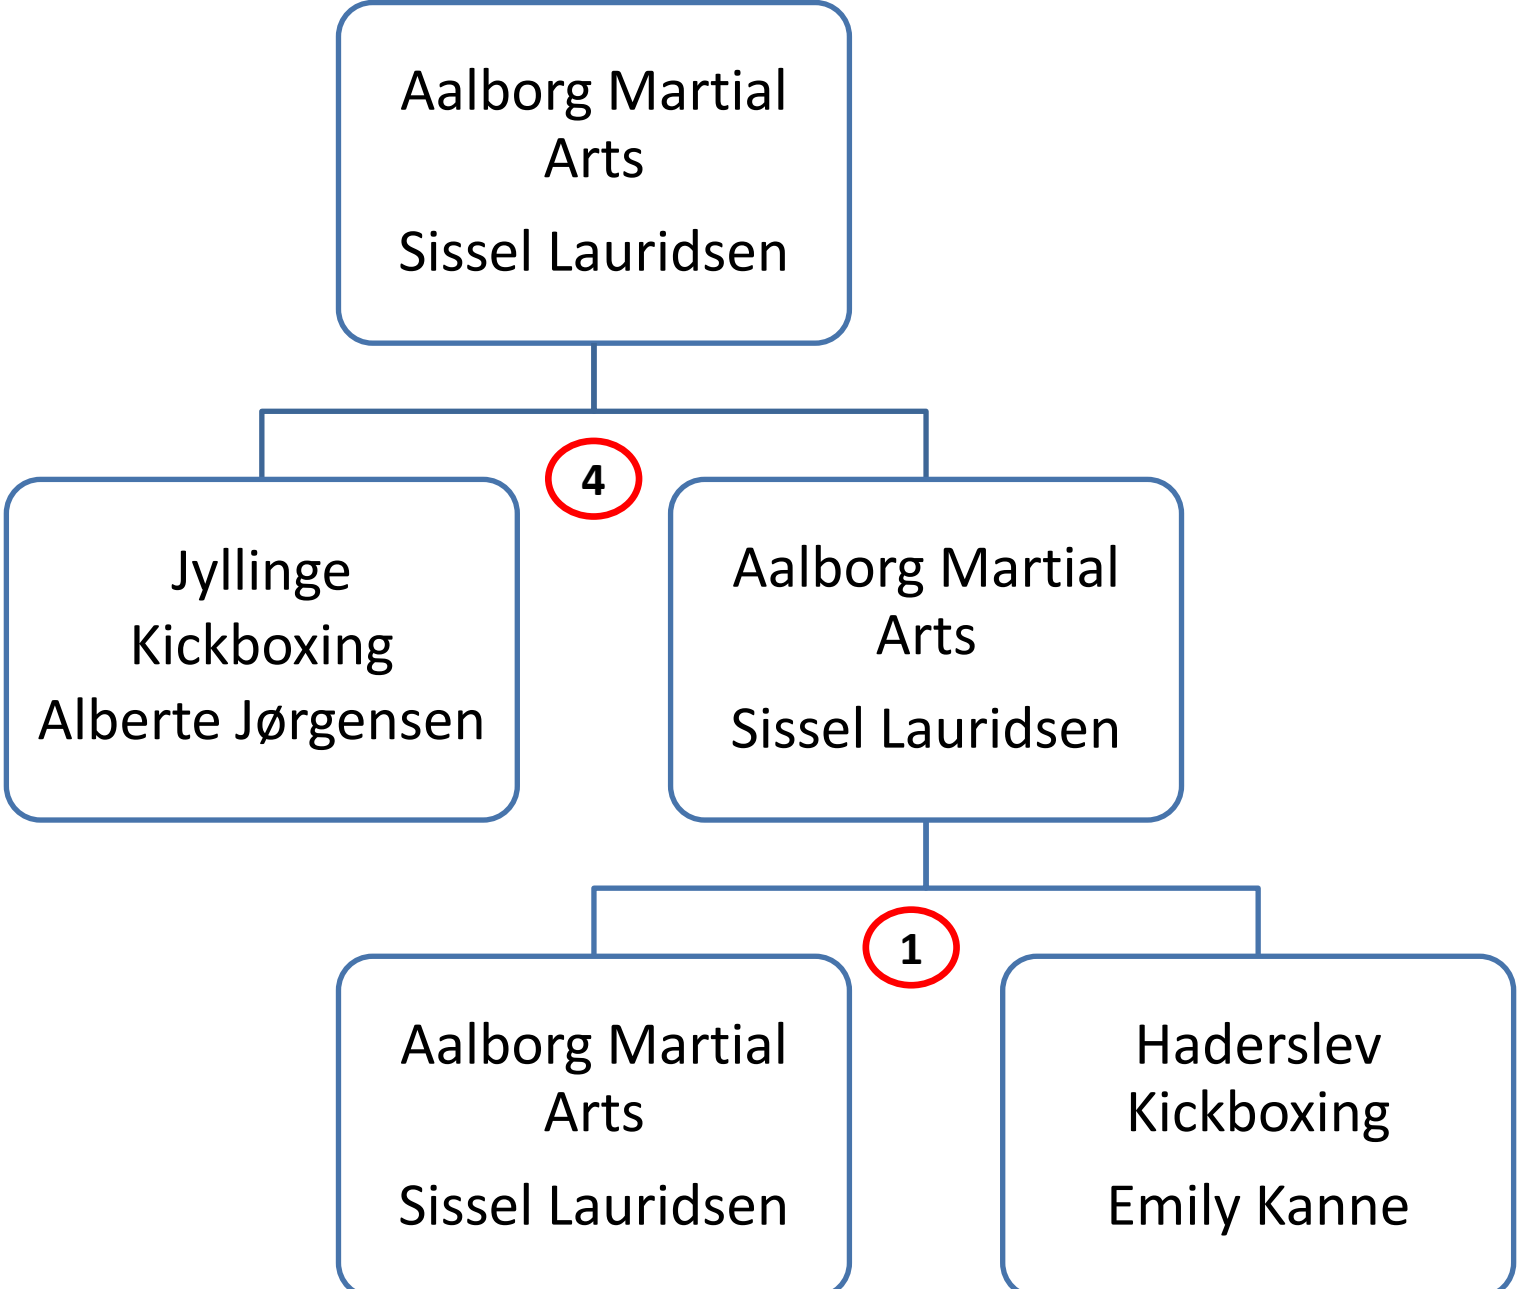 Aalborg Martial
Arts
Sissel Lauridsen
4
Jyllinge
Kickboxing
Alberte Jørgensen
Aalborg Martial
Arts
Sissel Lauridsen
1
Aalborg Martial
Arts
Sissel Lauridsen
Haderslev
Kickboxing
Emily Kanne